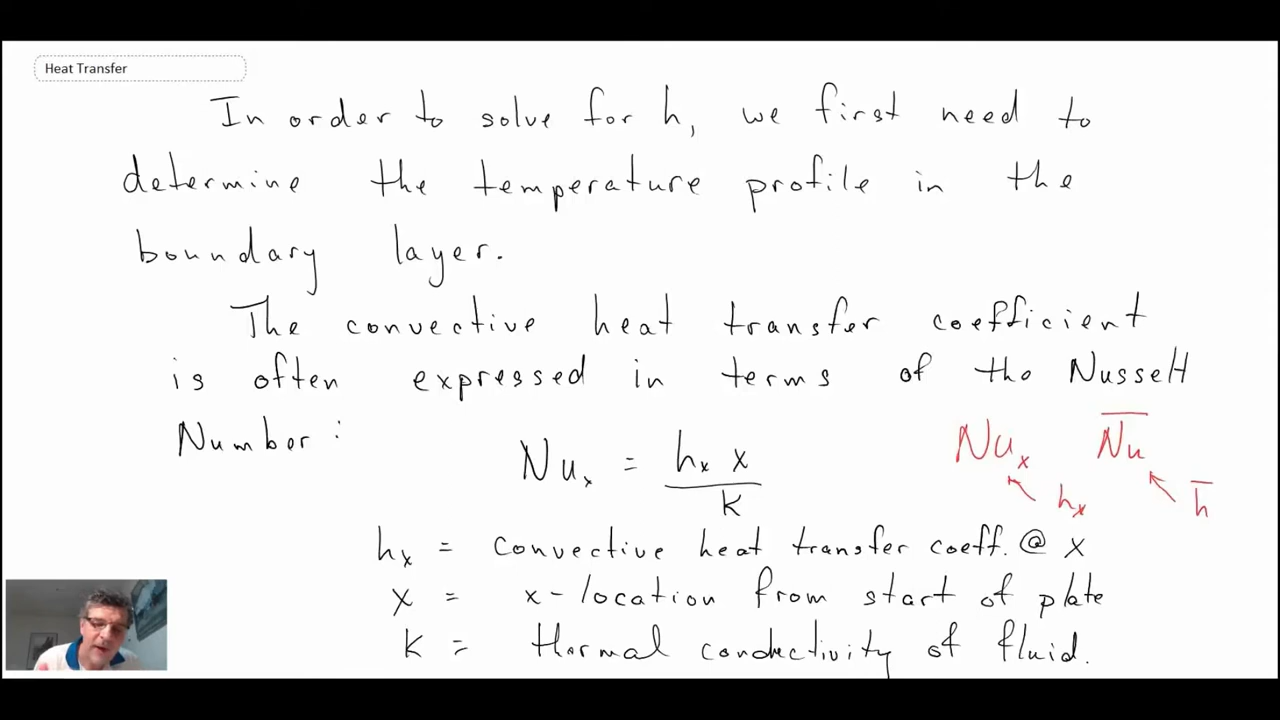 Heat Transfer
In order to solve for h, we first need to
determine the temperature profile in the
boundary layer.
The convective heat transfer coefficient
is often expressed in terms of the Nusselt
Number:
Nuₓ = hₓ x / k
Nuₓ N̅u̅
hₓ h̅
hₓ = convective heat transfer coeff. @ x
x = x-location from start of plate
k = thermal conductivity of fluid.